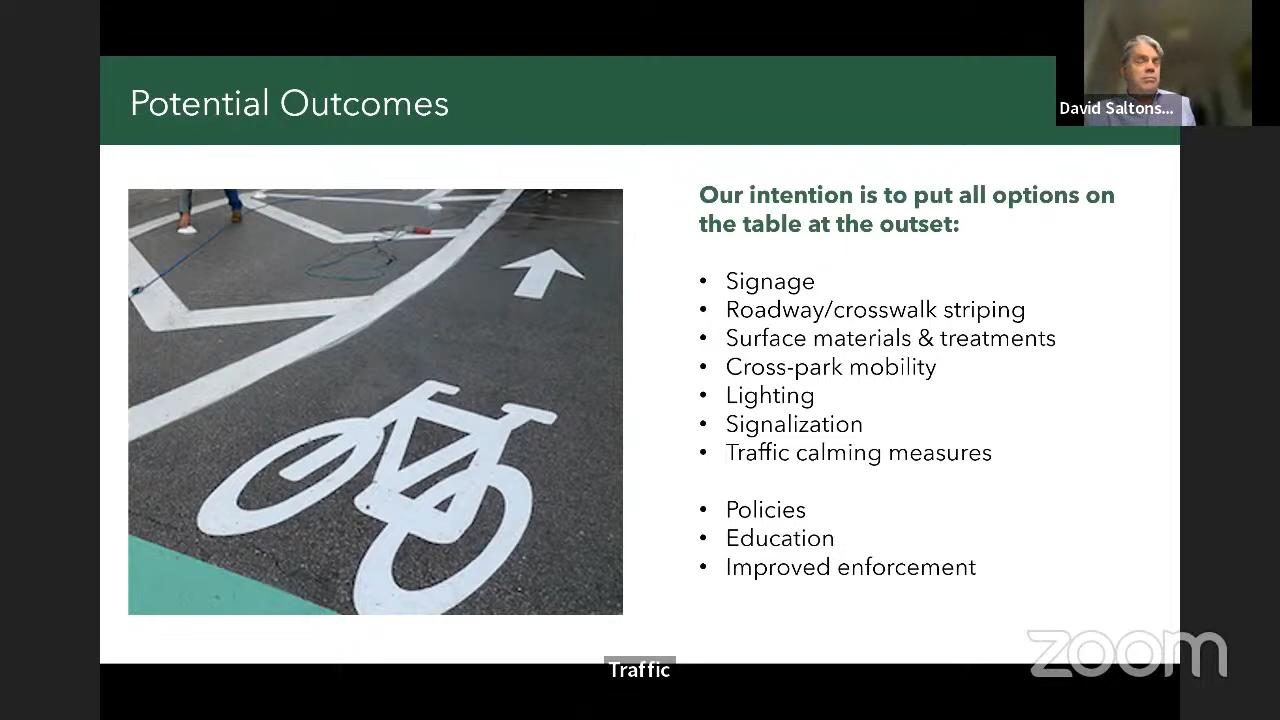 Potential Outcomes
David Saltons...
Our intention is to put all options on
the table at the outset:
• Signage
• Roadway/crosswalk striping
• Surface materials & treatments
• Cross-park mobility
• Lighting
• Signalization
• Traffic calming measures
• Policies
• Education
• Improved enforcement
zoom
Traffic